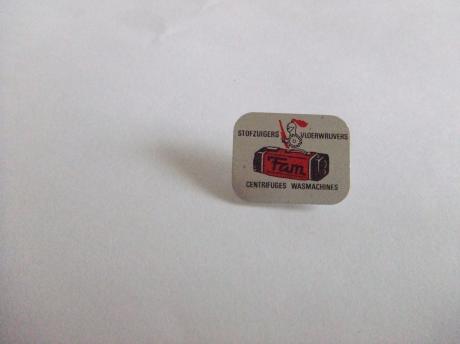 STOFZUIGERS VLOERWRIJVERS
Fam
CENTRIFUGES WASMACHINES